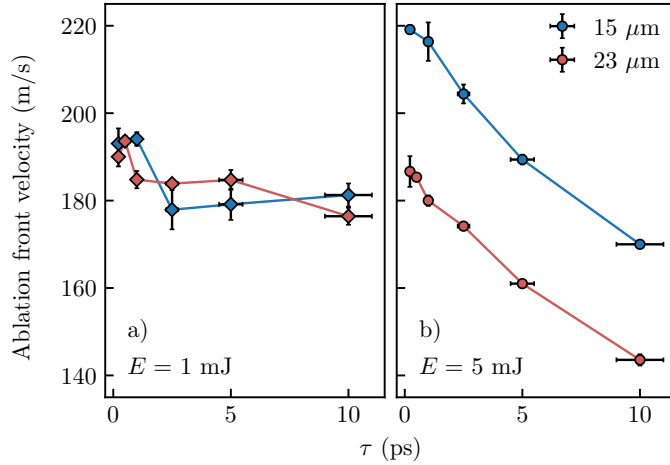 Ablation front velocity (m/s)
220
200
180
160
140
a)
E = 1 mJ
0
5
10
15 μm
23 μm
b)
E = 5 mJ
0
5
10
τ (ps)